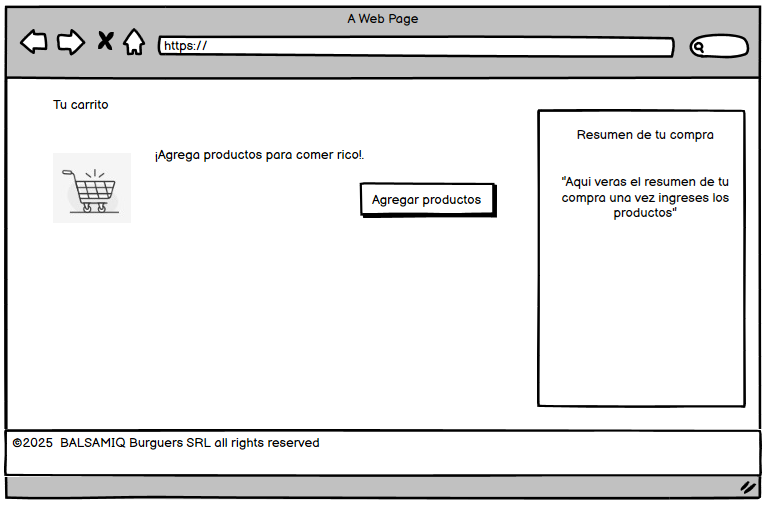 A Web Page
https://
Tu carrito
¡Agrega productos para comer rico!.
Agregar productos
Resumen de tu compra
"Aqui veras el resumen de tu
compra una vez ingreses los
productos"
©2025 BALSAMIQ Burguers SRL all rights reserved